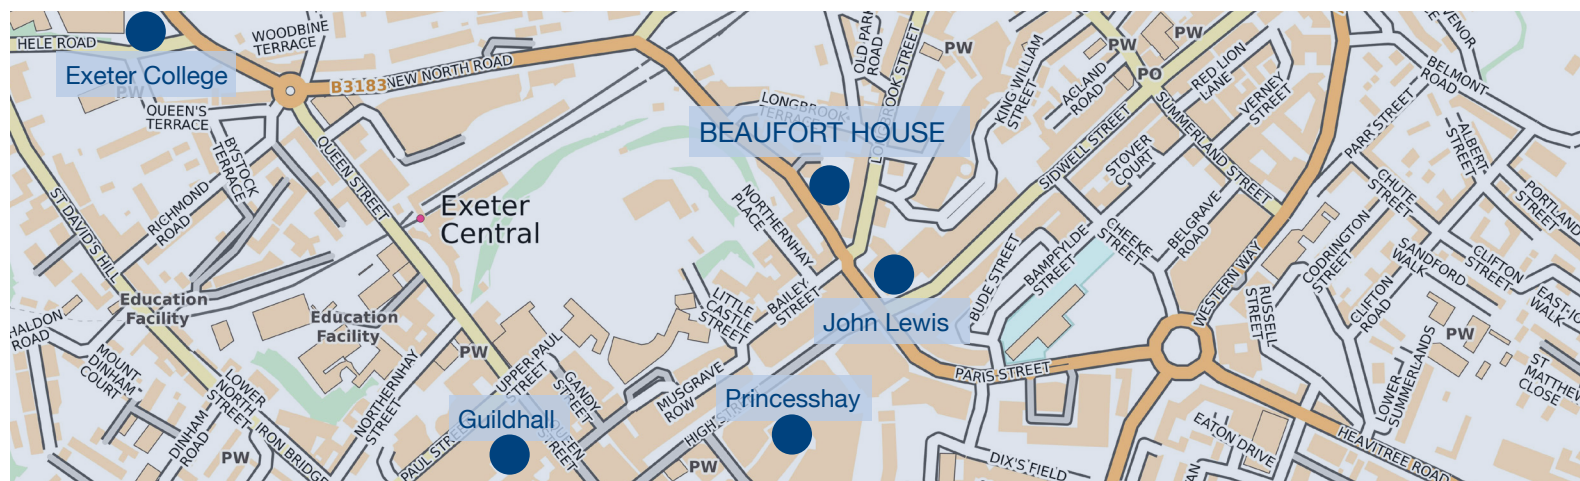 HELE ROAD
Exeter College
PW
WOODBINE
TERRACE
B3183
NEW NORTH ROAD
QUEEN'S
TERRACE
BYSTOCK
TERRACE
QUEEN STREET
RICHMOND
ROAD
ST DAVID'S HILL
Exeter
Central
Education
Facility
Education
Facility
HALDON
ROAD
MOUNT
DINHAM
COURT
LOWER
NORTH
STREET
IRON BRIDGE
DINHAM
ROAD
PW
NORTHERNHAY
STREET
PAUL STREET
PW
UPPER PAUL
STREET
GANDY
STREET
Guildhall
QUEEN
STREET
OLD PARK
ROAD
LONGBROOK STREET
PW
LONGBROOK
TERRACE
BEAUFORT HOUSE
KING WILLIAM
STREET
ACLAND
ROAD
PW
PW
PO
RED LION
LANE
VERNEY
STREET
SUMMERLAND STREET
SIDWELL STREET
STOVER
COURT
NORTHERNHAY
PLACE
LITTLE
CASTLE
STREET
BAILEY
STREET
John Lewis
BUDE STREET
BAMPFYLDE
STREET
CHEEKE
STREET
BELGRAVE
ROAD
WESTERN WAY
MUSGRAVE
ROW
HIGH STREET
Princesshay
PW
PARIS STREET
DIX'S FIELD
EATON DRIVE
HEAVITREE ROAD
RUSSELL
STREET
CODRINGTON
STREET
CLIFTON
ROAD
SANDFORD
WALK
CLIFTON
STREET
CHUTE
STREET
PARR STREET
BELMONT
ROAD
ALBERT
STREET
PORTLAND
STREET
LOWER
SUMMERLANDS
PW
WALK
ST
MATTHEW
CLOSE